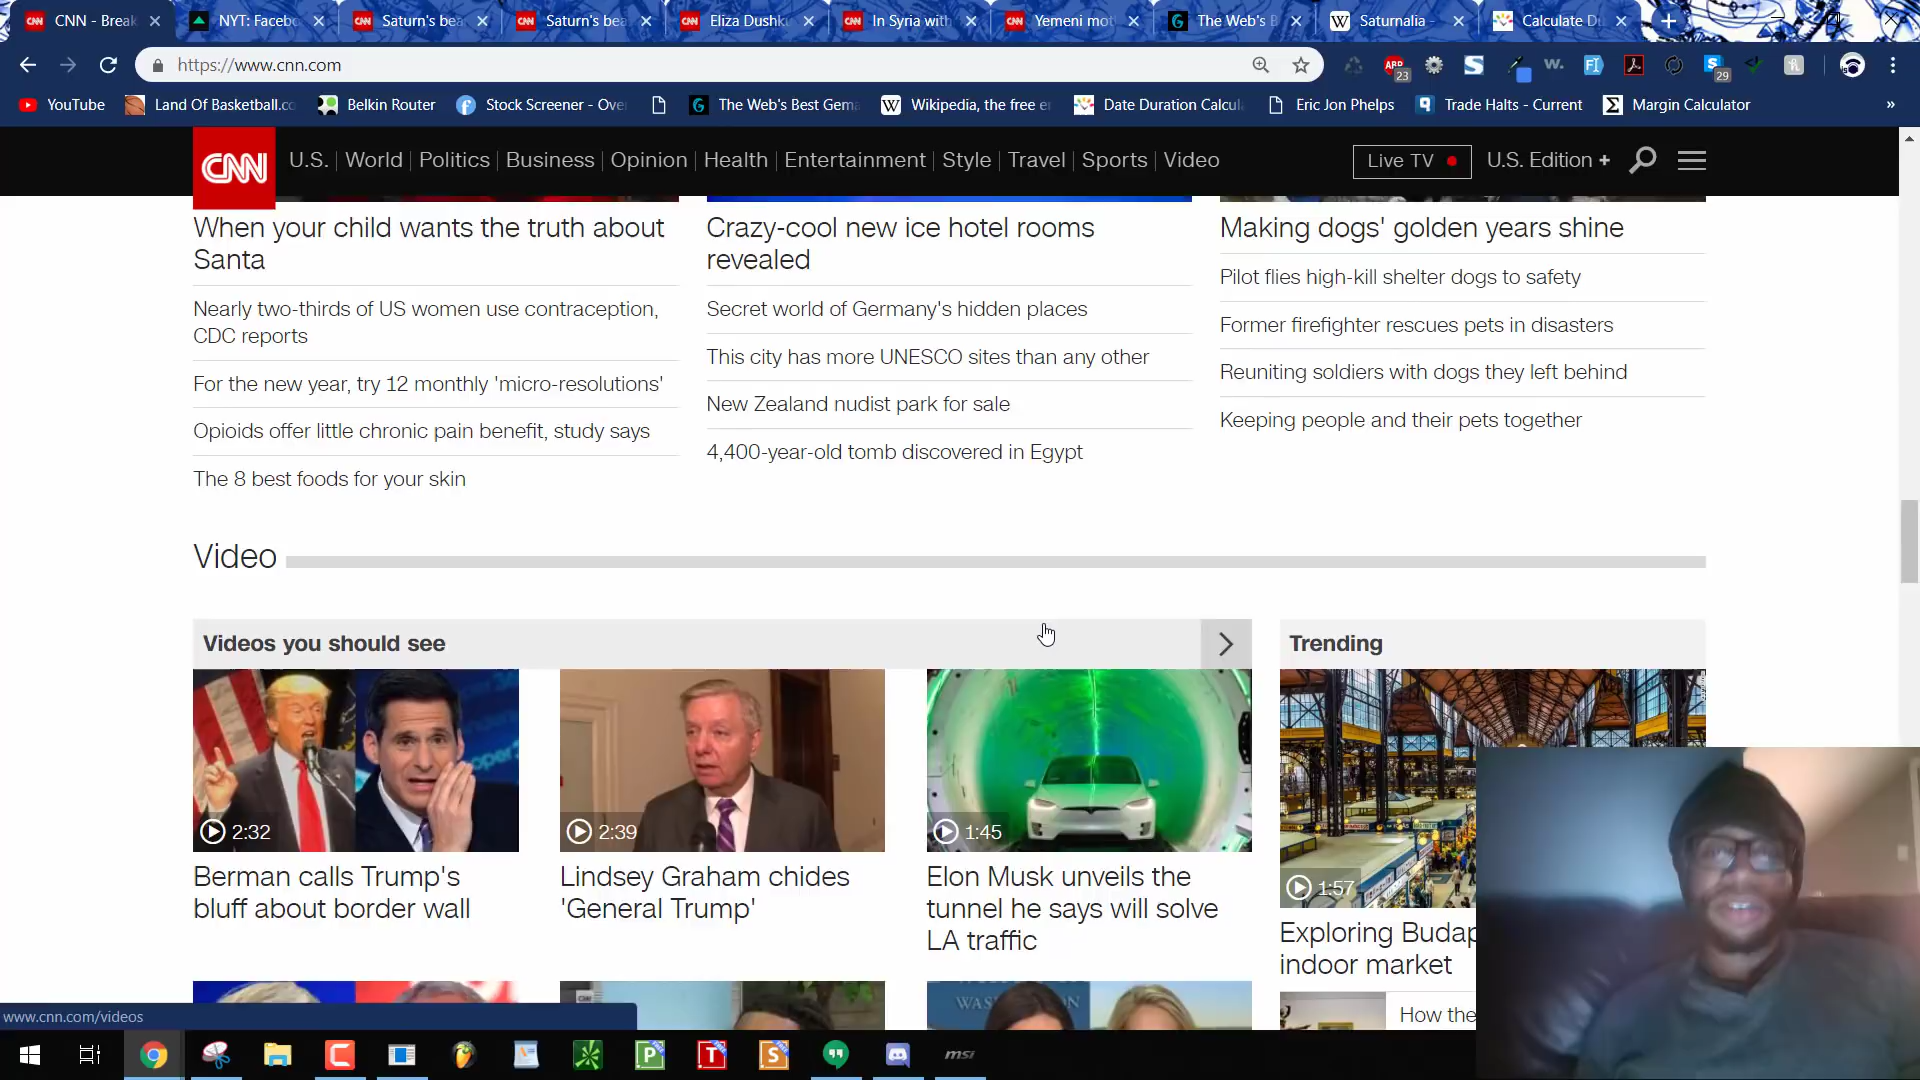 CNN - Breal
NYT: Facebo
Saturn's bea
Saturn's bea
Eliza Dushku
In Syria with
Yemeni mot
The Web's B
Saturnalia -
Calculate Du
https://www.cnn.com
ABP
23
29
YouTube
Land Of Basketball.co
Belkin Router
Stock Screener - Over
The Web's Best Gema
Wikipedia, the free e
Date Duration Calcul
Eric Jon Phelps
Trade Halts - Current
Margin Calculator
»
CNN
U.S.
World
Politics
Business
Opinion
Health
Entertainment
Style
Travel
Sports
Video
Live TV
U.S. Edition +
When your child wants the truth about
Santa
Nearly two-thirds of US women use contraception,
CDC reports
For the new year, try 12 monthly 'micro-resolutions'
Opioids offer little chronic pain benefit, study says
The 8 best foods for your skin
Crazy-cool new ice hotel rooms
revealed
Secret world of Germany's hidden places
This city has more UNESCO sites than any other
New Zealand nudist park for sale
4,400-year-old tomb discovered in Egypt
Making dogs' golden years shine
Pilot flies high-kill shelter dogs to safety
Former firefighter rescues pets in disasters
Reuniting soldiers with dogs they left behind
Keeping people and their pets together
Video
Videos you should see
2:32
Berman calls Trump's
bluff about border wall
2:39
Lindsey Graham chides
'General Trump'
1:45
Elon Musk unveils the
tunnel he says will solve
LA traffic
Trending
1:57
Exploring Budap
indoor market
How the
www.cnn.com/videos
msi